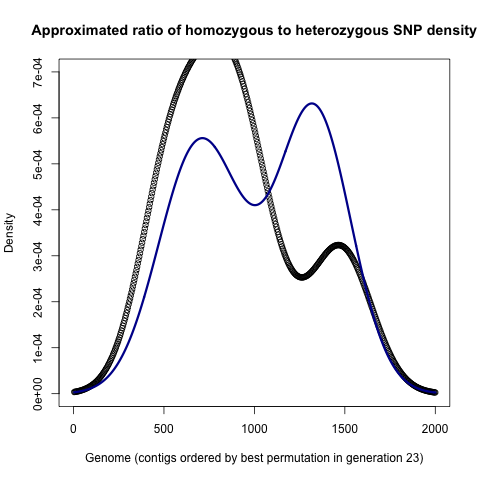 Approximated ratio of homozygous to heterozygous SNP density
7e-04
6e-04
5e-04
4e-04
3e-04
2e-04
1e-04
0e+00
Density
0 500 1000 1500 2000
Genome (contigs ordered by best permutation in generation 23)